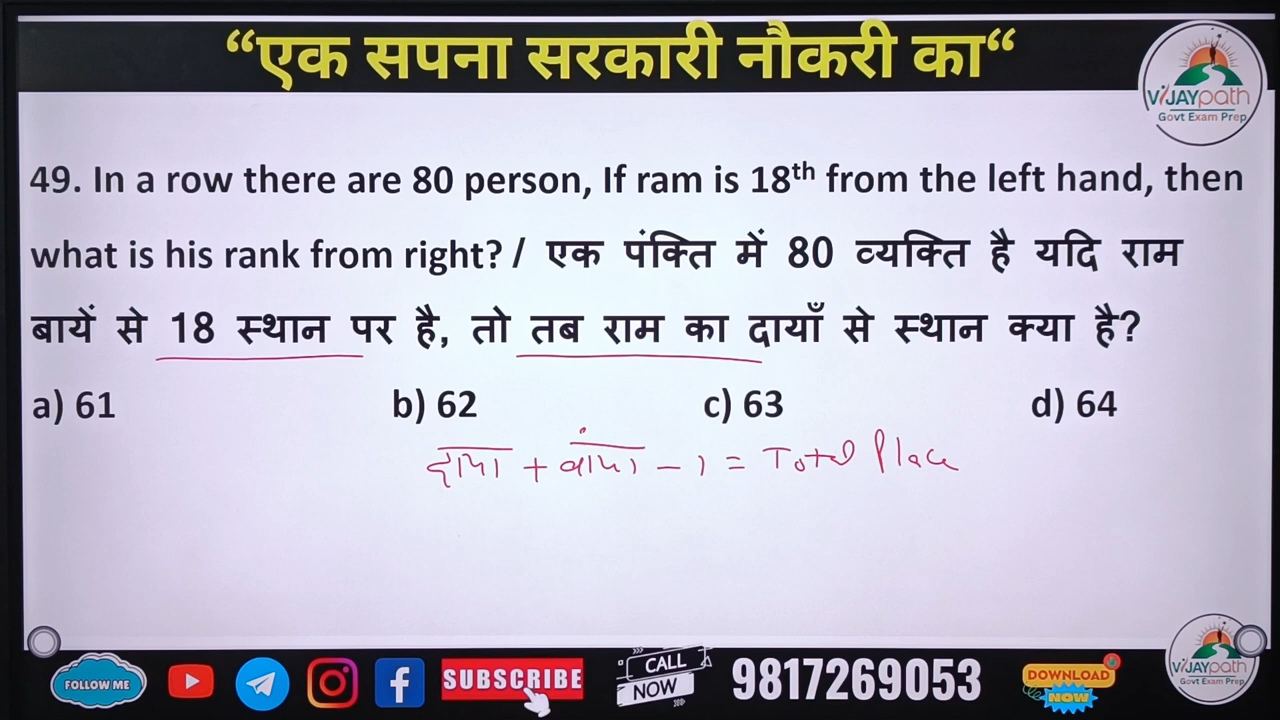 “एक सपना सरकारी नौकरी का“
VIJAYpath
Govt Exam Prep
49. In a row there are 80 person, If ram is 18th from the left hand, then
what is his rank from right? / एक पंक्ति में 80 व्यक्ति है यदि राम
बायें से 18 स्थान पर है, तो तब राम का दायाँ से स्थान क्या है?
a) 61 b) 62 c) 63 d) 64
दायां + बांया - 1 = Total Place
FOLLOW ME
SUBSCRIBE
CALL
NOW
9817269053
DOWNLOAD
NOW
VIJAYpath
Govt Exam Prep